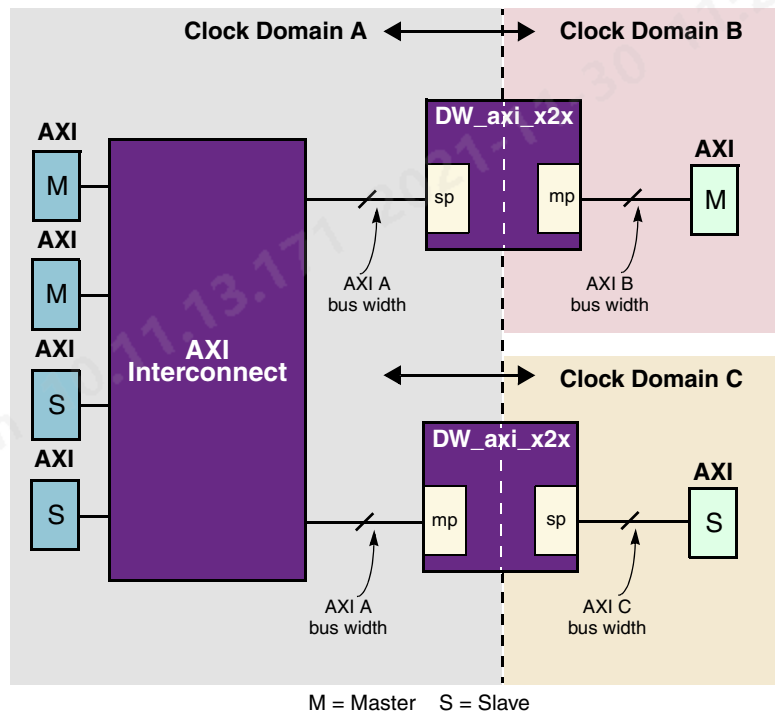 Clock Domain A
Clock Domain B
DW_axi_x2x
AXI
M
sp
mp
AXI
M
AXI
M
AXI A
bus width
AXI B
bus width
AXI
Interconnect
AXI
S
Clock Domain C
DW_axi_x2x
AXI
S
mp
sp
AXI
S
AXI A
bus width
AXI C
bus width
M = Master S = Slave